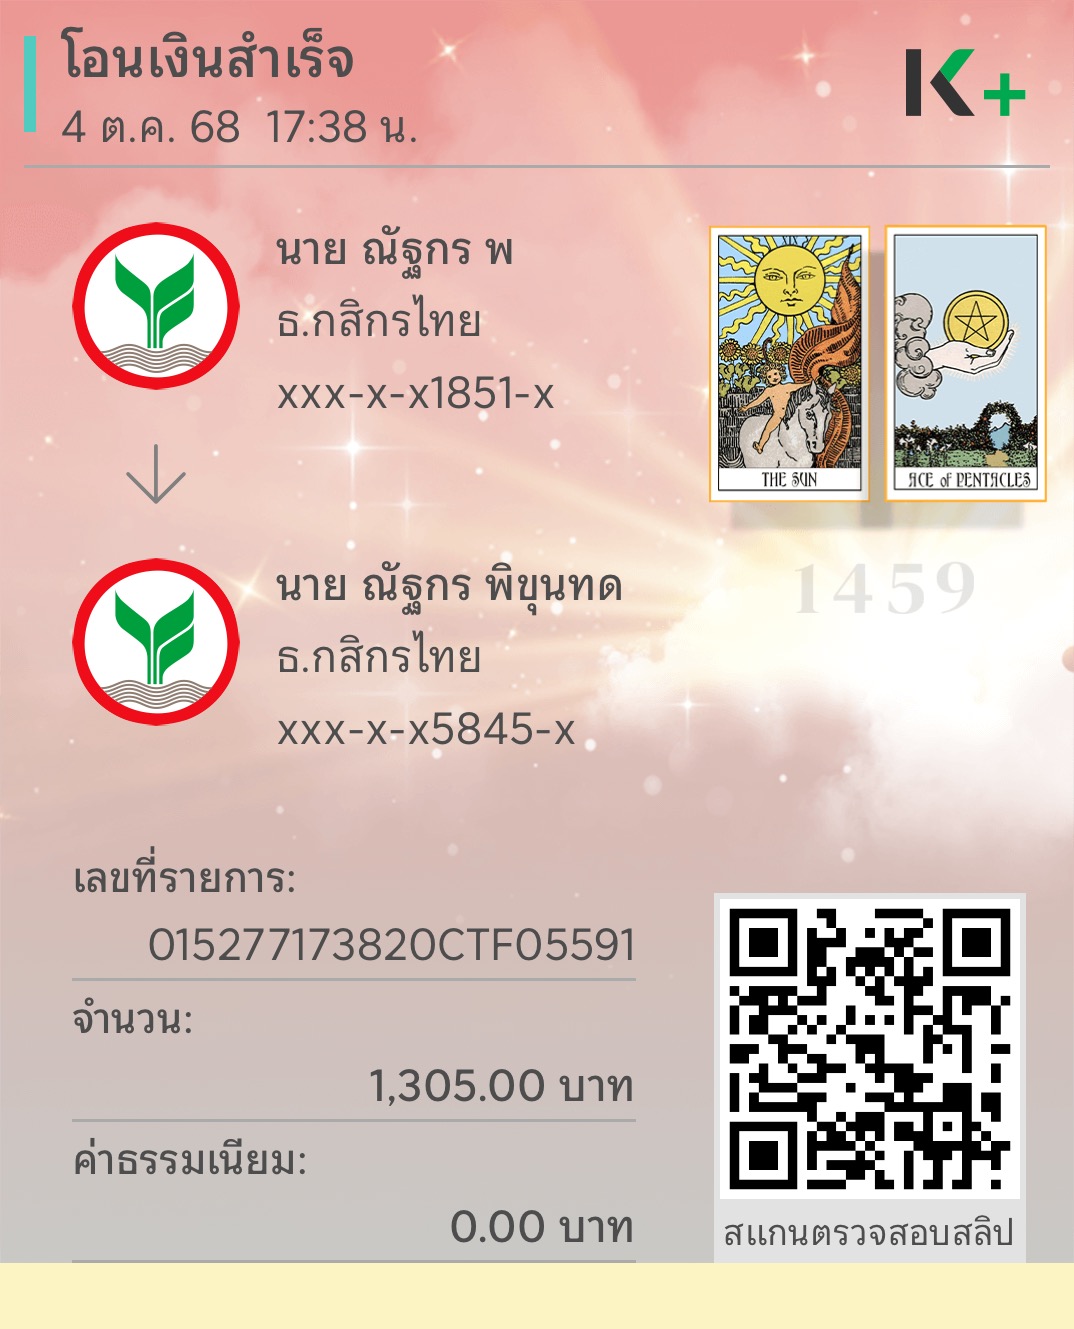 โอนเงินสำเร็จ
4 ต.ค. 68 17:38 น.
K+
นาย ณัฐกร พ
ธ.กสิกรไทย
xxx-x-x1851-x
THE SUN
ACE of PENTACLES
1459
นาย ณัฐกร พิขุนทด
ธ.กสิกรไทย
xxx-x-x5845-x
เลขที่รายการ:
015277173820CTF05591
จำนวน:
1,305.00 บาท
ค่าธรรมเนียม:
0.00 บาท
สแกนตรวจสอบสลิป